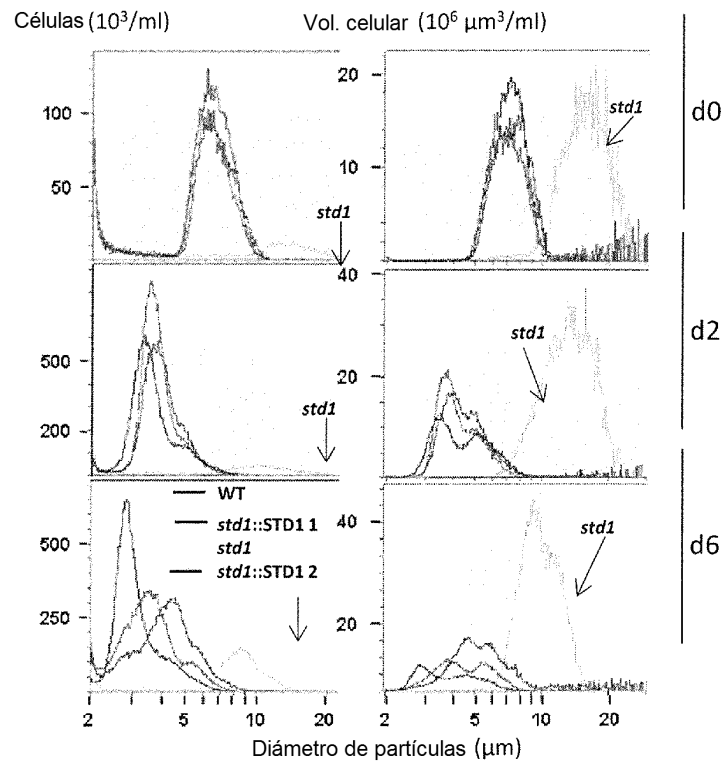 Células (10³/ml)
Vol. celular (10⁶ µm³/ml)
100
50
std1
20
10
std1
d0
500
200
std1
40
20
std1
d2
500
250
WT
std1::STD1 1
std1
std1::STD1 2
40
20
std1
d6
2 5 10 20
2 5 10 20
Diámetro de partículas (µm)